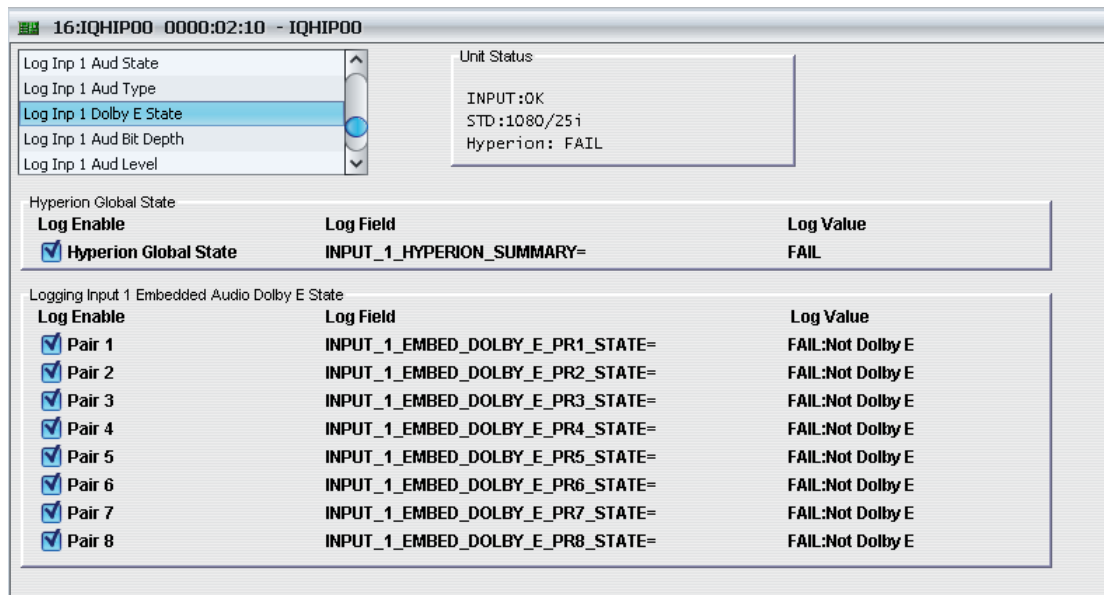 16:IQHIP00 0000:02:10 - IQHIP00
Log Inp 1 Aud State
Log Inp 1 Aud Type
Log Inp 1 Dolby E State
Log Inp 1 Aud Bit Depth
Log Inp 1 Aud Level
Unit Status
INPUT:OK
STD:1080/25i
Hyperion: FAIL
Hyperion Global State
Log Enable Log Field Log Value
Hyperion Global State INPUT_1_HYPERION_SUMMARY= FAIL
Logging Input 1 Embedded Audio Dolby E State
Log Enable Log Field Log Value
Pair 1 INPUT_1_EMBED_DOLBY_E_PR1_STATE= FAIL:Not Dolby E
Pair 2 INPUT_1_EMBED_DOLBY_E_PR2_STATE= FAIL:Not Dolby E
Pair 3 INPUT_1_EMBED_DOLBY_E_PR3_STATE= FAIL:Not Dolby E
Pair 4 INPUT_1_EMBED_DOLBY_E_PR4_STATE= FAIL:Not Dolby E
Pair 5 INPUT_1_EMBED_DOLBY_E_PR5_STATE= FAIL:Not Dolby E
Pair 6 INPUT_1_EMBED_DOLBY_E_PR6_STATE= FAIL:Not Dolby E
Pair 7 INPUT_1_EMBED_DOLBY_E_PR7_STATE= FAIL:Not Dolby E
Pair 8 INPUT_1_EMBED_DOLBY_E_PR8_STATE= FAIL:Not Dolby E